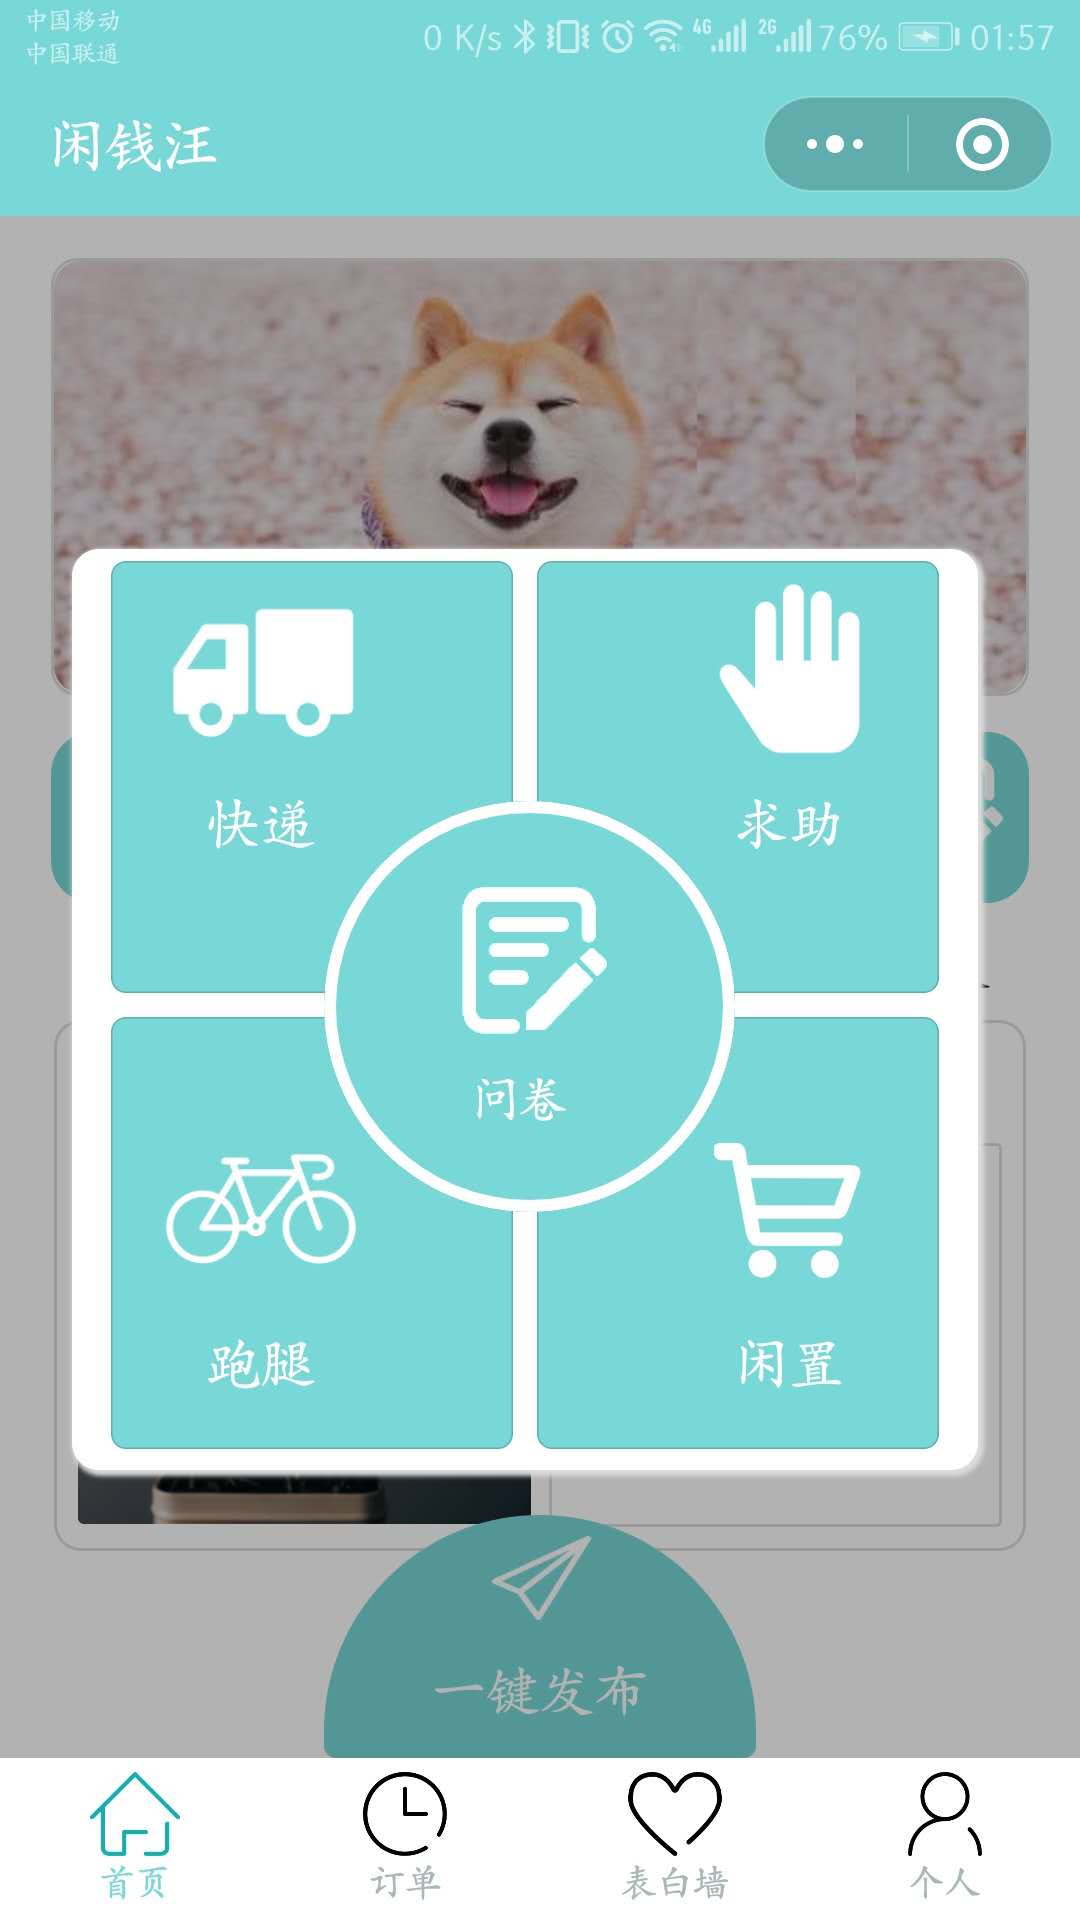 中国移动
中国联通
0 K/s
4G
2G
76%
01:57
闲钱汪
快递
求助
问卷
跑腿
闲置
一键发布
首页
订单
表白墙
个人